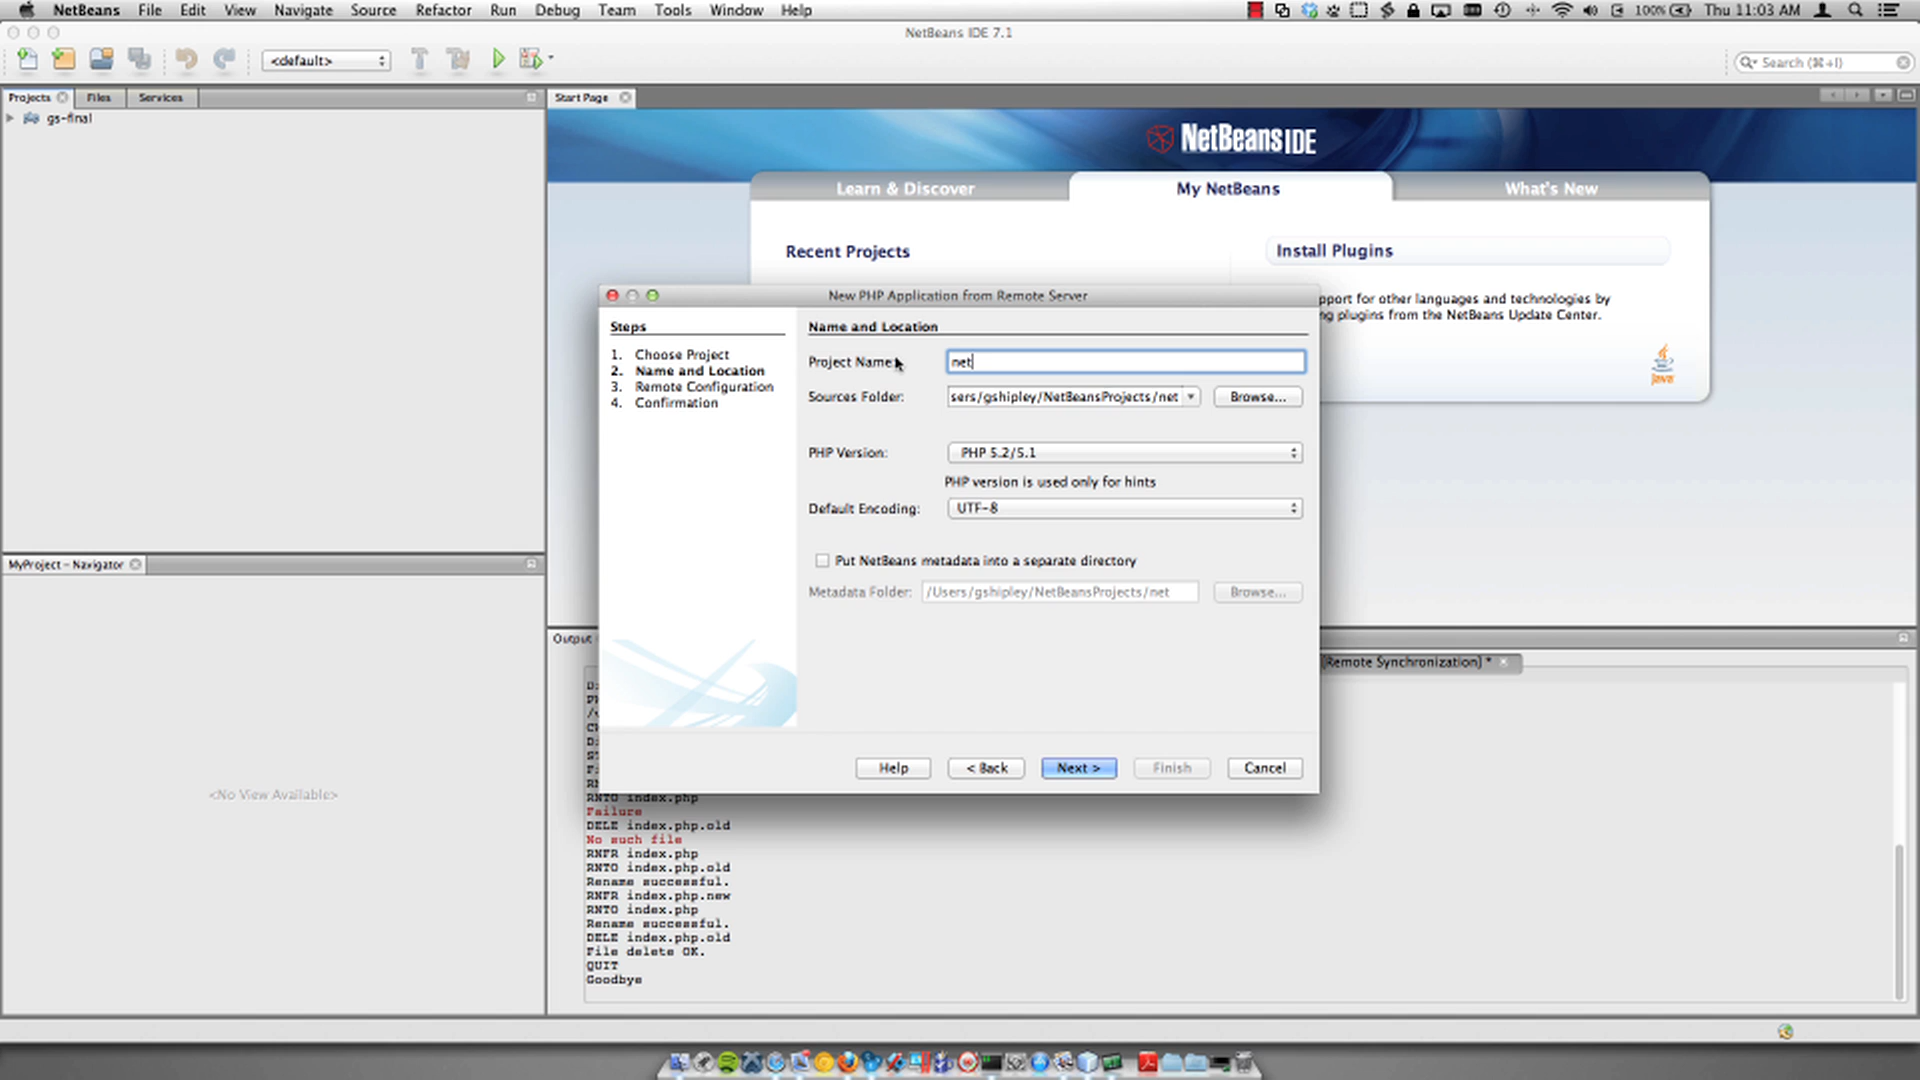 NetBeans File Edit View Navigate Source Refactor Run Debug Team Tools Window Help 100% Thu 11:03 AM
NetBeans IDE 7.1
<default> Search (⌘+I)
Projects Files Services Start Page
gs-final
NetBeans IDE
Learn & Discover My NetBeans What's New
Recent Projects Install Plugins
pport for other languages and technologies by
ng plugins from the NetBeans Update Center.
Java
New PHP Application from Remote Server
Steps
1. Choose Project
2. Name and Location
3. Remote Configuration
4. Confirmation
Name and Location
Project Name: net
Sources Folder: sers/gshipley/NetBeansProjects/net Browse...
PHP Version: PHP 5.2/5.1
PHP version is used only for hints
Default Encoding: UTF-8
Put NetBeans metadata into a separate directory
Metadata Folder: /Users/gshipley/NetBeansProjects/net Browse...
Help < Back Next > Finish Cancel
MyProject - Navigator
<No View Available>
Output
[Remote Synchronization] *
RNTO index.php
Failure
DELE index.php.old
No such file
RNFR index.php
RNTO index.php.old
Rename successful.
RNFR index.php.new
RNTO index.php
Rename successful.
DELE index.php.old
File delete OK.
QUIT
Goodbye